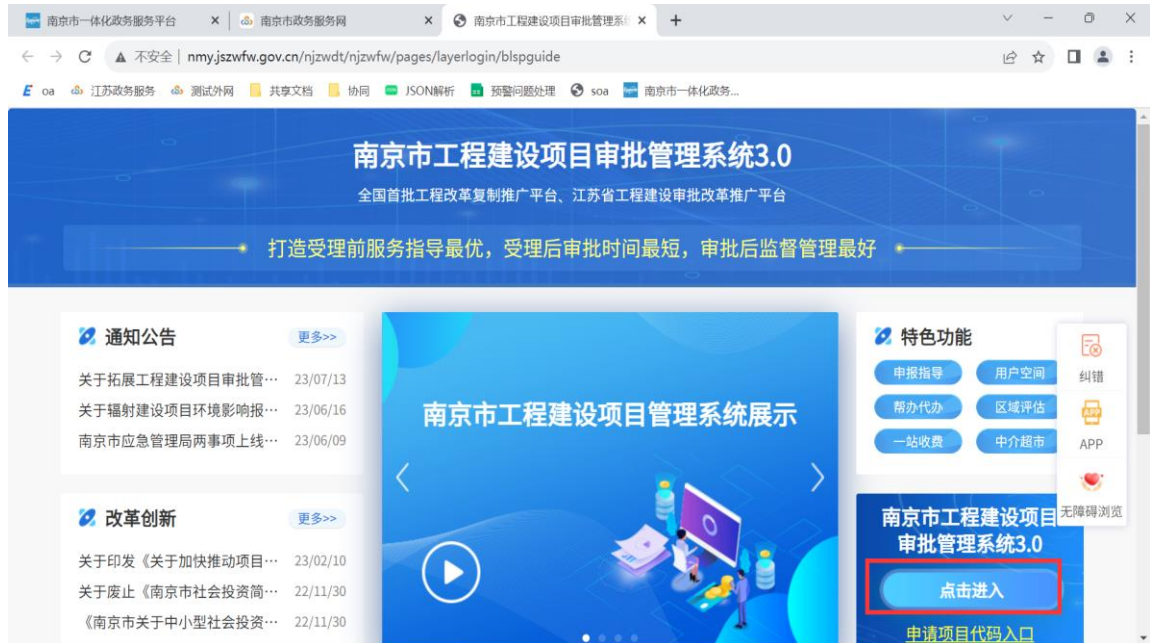 南京市一体化政务服务平台
南京市政务服务网
南京市工程建设项目审批管理系
不安全 | nmy.jszwfw.gov.cn/njzwdt/njzwfw/pages/layerlogin/blspguide
oa 江苏政务服务 测试外网 共享文档 协同 JSON解析 预警问题处理 soa 南京市一体化政务...
南京市工程建设项目审批管理系统3.0
全国首批工程改革复制推广平台、江苏省工程建设审批改革推广平台
打造受理前服务指导最优，受理后审批时间最短，审批后监督管理最好
通知公告 更多>>
关于拓展工程建设项目审批管… 23/07/13
关于辐射建设项目环境影响报… 23/06/16
南京市应急管理局两事项上线… 23/06/09
改革创新 更多>>
关于印发《关于加快推动项目… 23/02/10
关于废止《南京市社会投资简… 22/11/30
《南京市关于中小型社会投资… 22/11/30
南京市工程建设项目管理系统展示
特色功能
申报指导 用户空间
帮办代办 区域评估
一站收费 中介超市
南京市工程建设项目
审批管理系统3.0
点击进入
申请项目代码入口
纠错
APP
APP
无障碍浏览